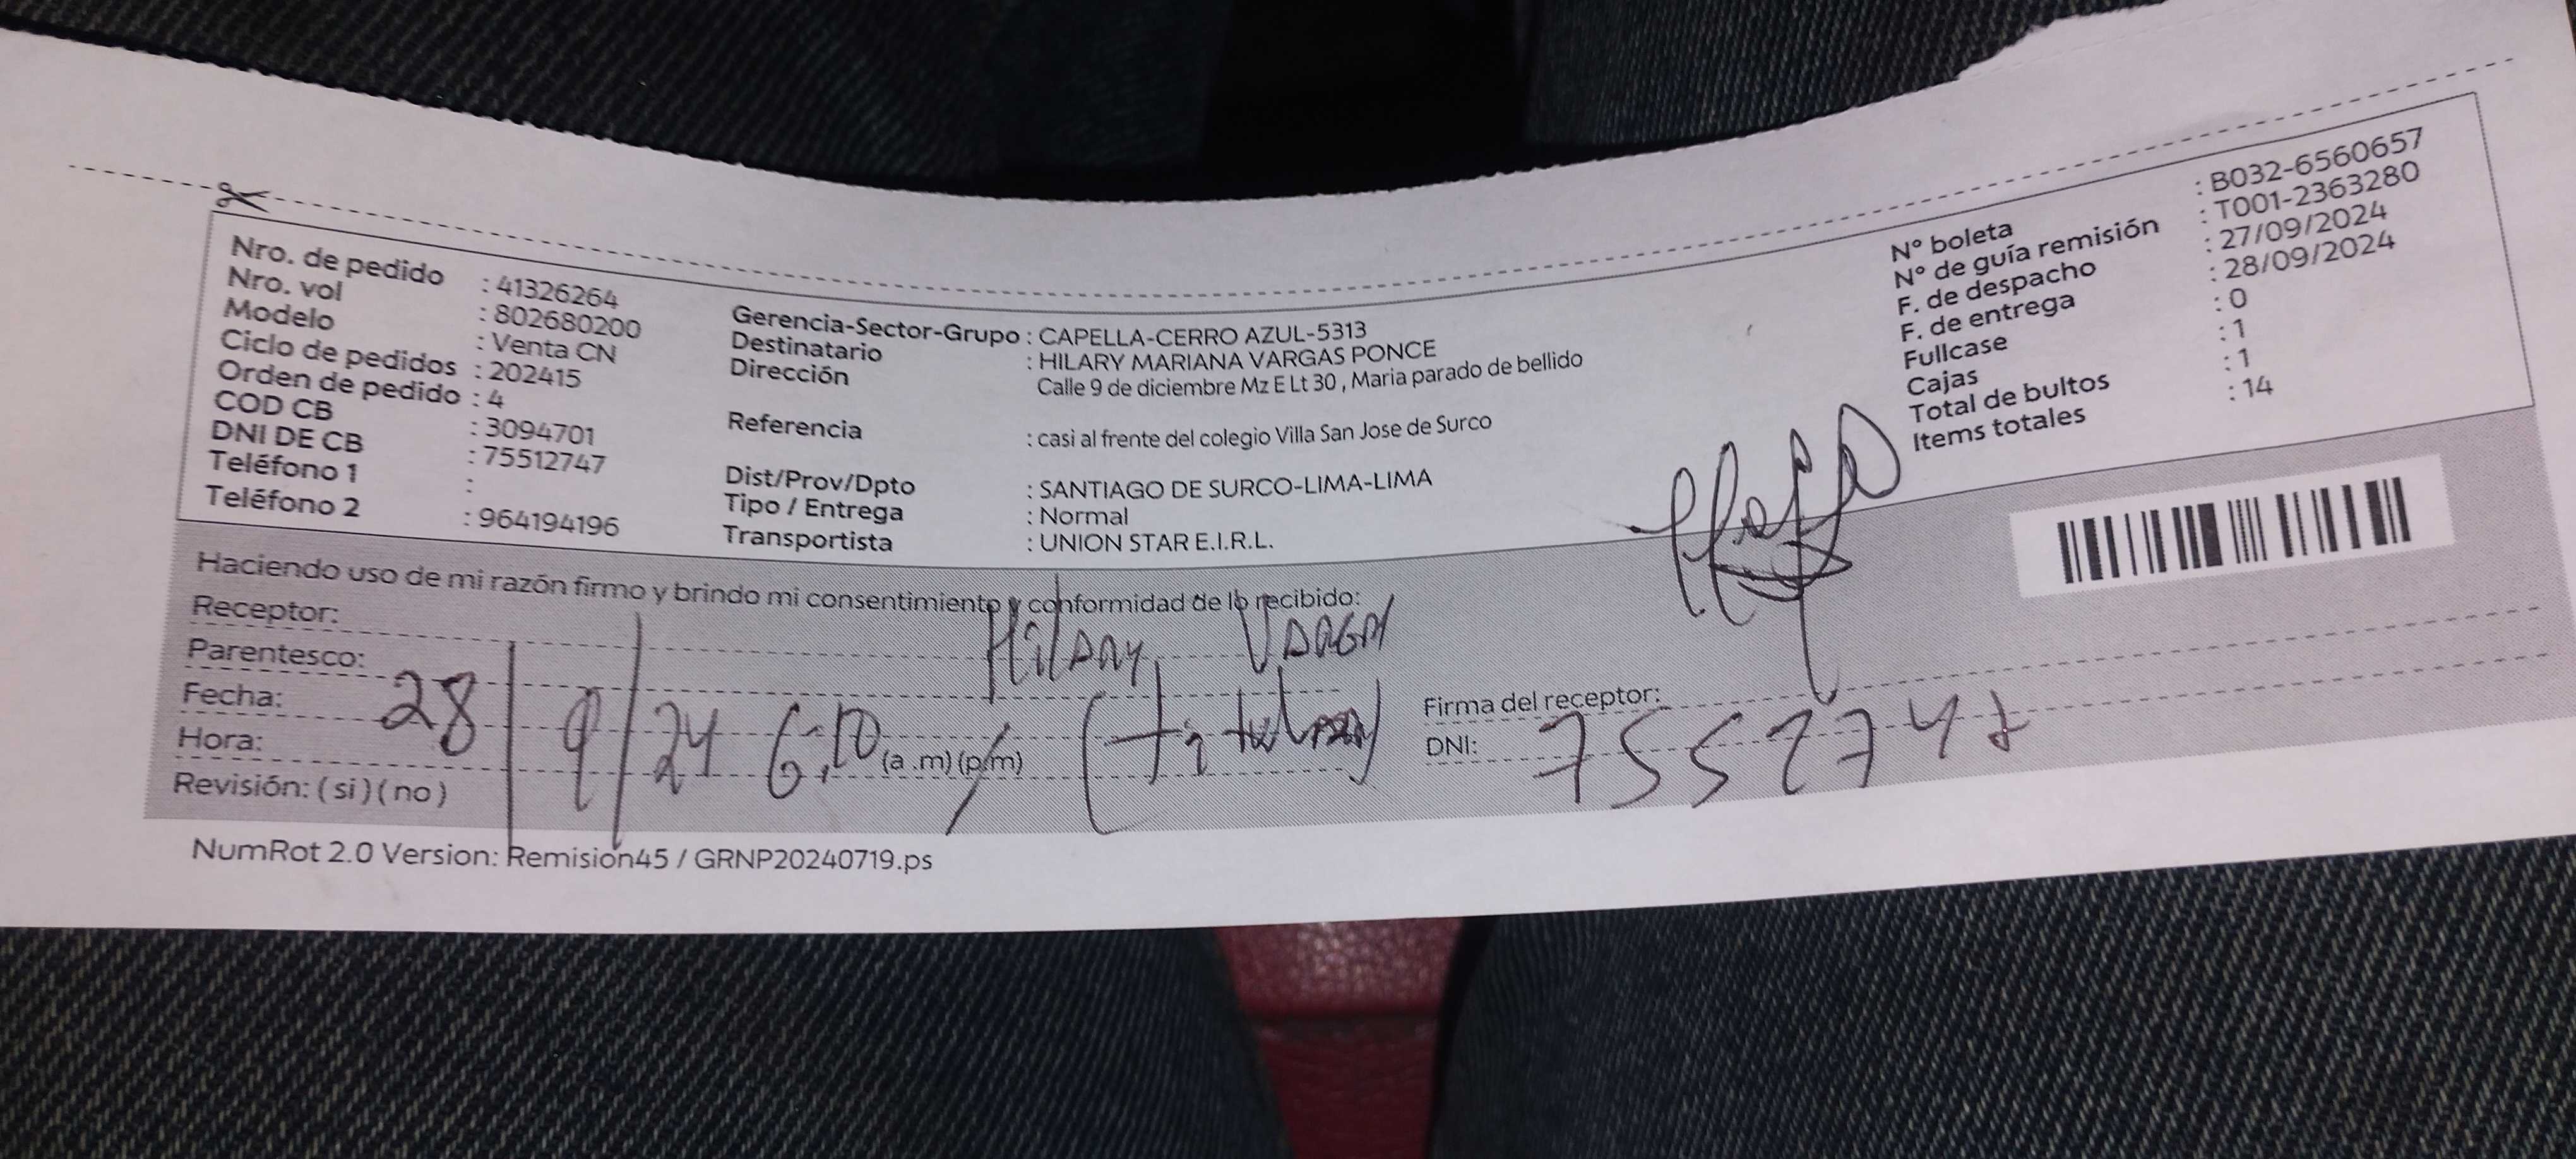 Nro. de pedido : 41326264
Nro. vol : 802680200
Modelo : Venta CN
Ciclo de pedidos : 202415
Orden de pedido : 4
COD CB : 3094701
DNI DE CB : 75512747
Teléfono 1 :
Teléfono 2 : 964194196
Gerencia-Sector-Grupo : CAPELLA-CERRO AZUL-5313
Destinatario : HILARY MARIANA VARGAS PONCE
Dirección Calle 9 de diciembre Mz E Lt 30 , Maria parado de bellido
Referencia : casi al frente del colegio Villa San Jose de Surco
Dist/Prov/Dpto : SANTIAGO DE SURCO-LIMA-LIMA
Tipo / Entrega : Normal
Transportista : UNION STAR E.I.R.L.
N° boleta : B032-6560657
N° de guía remisión : T001-2363280
F. de despacho : 27/09/2024
F. de entrega : 28/09/2024
Fullcase : 0
Cajas : 1
Total de bultos : 1
Items totales : 14
Haciendo uso de mi razón firmo y brindo mi consentimiento y conformidad de lo recibido:
Receptor: Hilary
Parentesco:
Fecha: 28/9/24
Hora: 6:10 (a .m) (p/m)
Revisión: ( si ) ( no )
Firma del receptor:
DNI:
NumRot 2.0 Version: Remision45 / GRNP20240719.ps